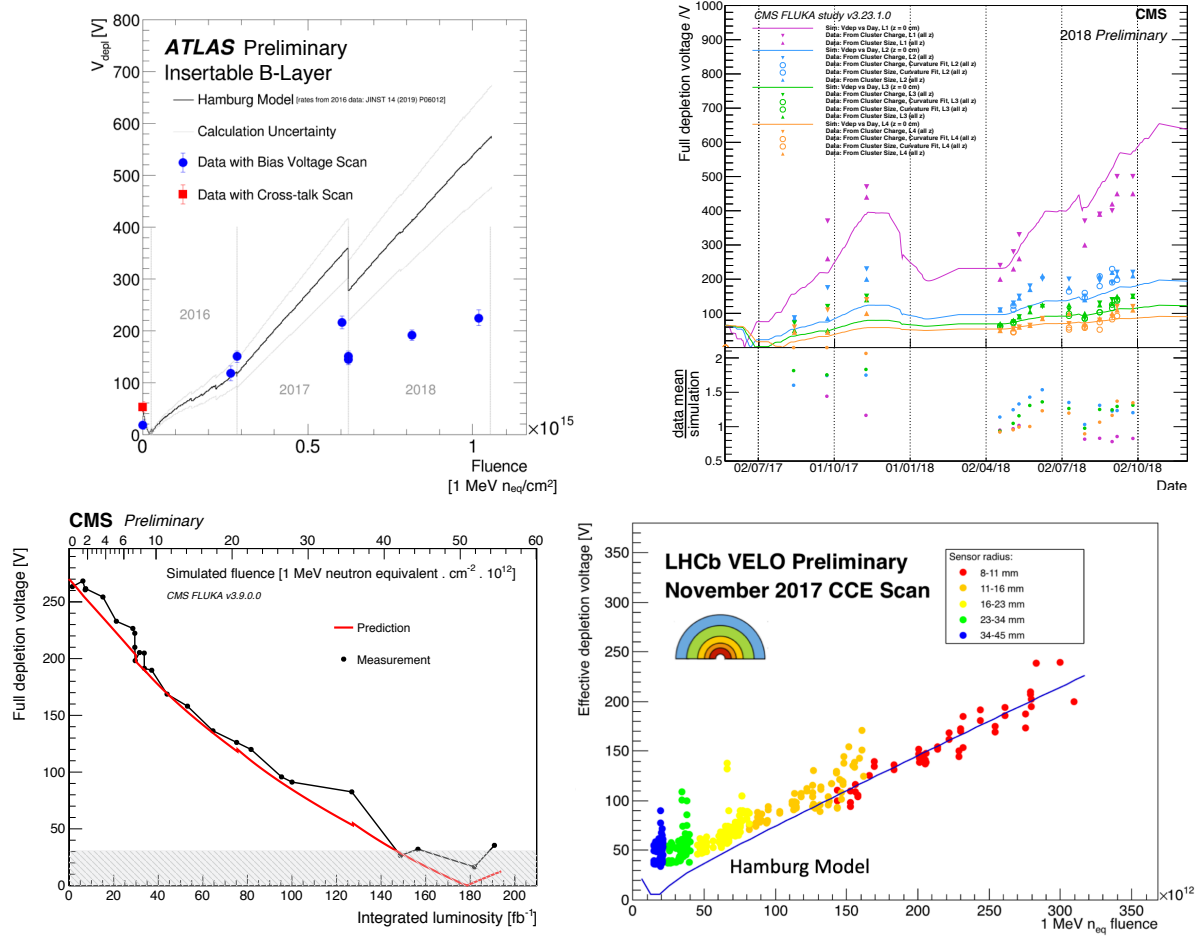 ATLAS Preliminary
Insertable B-Layer
Hamburg Model [rates from 2016 data: JINST 14 (2019) P06012]
Calculation Uncertainty
Data with Bias Voltage Scan
Data with Cross-talk Scan
V_depl [V]
800
700
600
500
400
300
200
100
0
2016
2017
2018
0 0.5 1
×10^15
Fluence
[1 MeV n_eq/cm²]
CMS FLUKA study v3.23.1.0
CMS
2018 Preliminary
Full depletion voltage /V
1000
900
800
700
600
500
400
300
200
100
Sim: Vdep vs Day, L1 (z = 0 cm)
Data: From Cluster Charge, L1 (all z)
Data: From Cluster Size, L1 (all z)
Sim: Vdep vs Day, L2 (z = 0 cm)
Data: From Cluster Charge, L2 (all z)
Data: From Cluster Charge, Curvature Fit, L2 (all z)
Data: From Cluster Size, Curvature Fit, L2 (all z)
Data: From Cluster Size, L2 (all z)
Sim: Vdep vs Day, L3 (z = 0 cm)
Data: From Cluster Charge, L3 (all z)
Data: From Cluster Charge, Curvature Fit, L3 (all z)
Data: From Cluster Size, Curvature Fit, L3 (all z)
Data: From Cluster Size, L3 (all z)
Sim: Vdep vs Day, L4 (z = 0 cm)
Data: From Cluster Charge, L4 (all z)
Data: From Cluster Charge, Curvature Fit, L4 (all z)
Data: From Cluster Size, Curvature Fit, L4 (all z)
Data: From Cluster Size, L4 (all z)
data mean
simulation
2
1.5
1
0.5
02/07/17 01/10/17 01/01/18 02/04/18 02/07/18 02/10/18
Date
CMS Preliminary
0 2 4 6 8 10 20 30 40 50 60
Simulated fluence [1 MeV neutron equivalent . cm⁻² . 10^12]
CMS FLUKA v3.9.0.0
Prediction
Measurement
Full depletion voltage [V]
250
200
150
100
50
0
0 20 40 60 80 100 120 140 160 180 200
Integrated luminosity [fb⁻¹]
LHCb VELO Preliminary
November 2017 CCE Scan
Sensor radius:
8-11 mm
11-16 mm
16-23 mm
23-34 mm
34-45 mm
Effective depletion voltage [V]
350
300
250
200
150
100
50
0
Hamburg Model
0 50 100 150 200 250 300
×10^12
1 MeV n_eq fluence